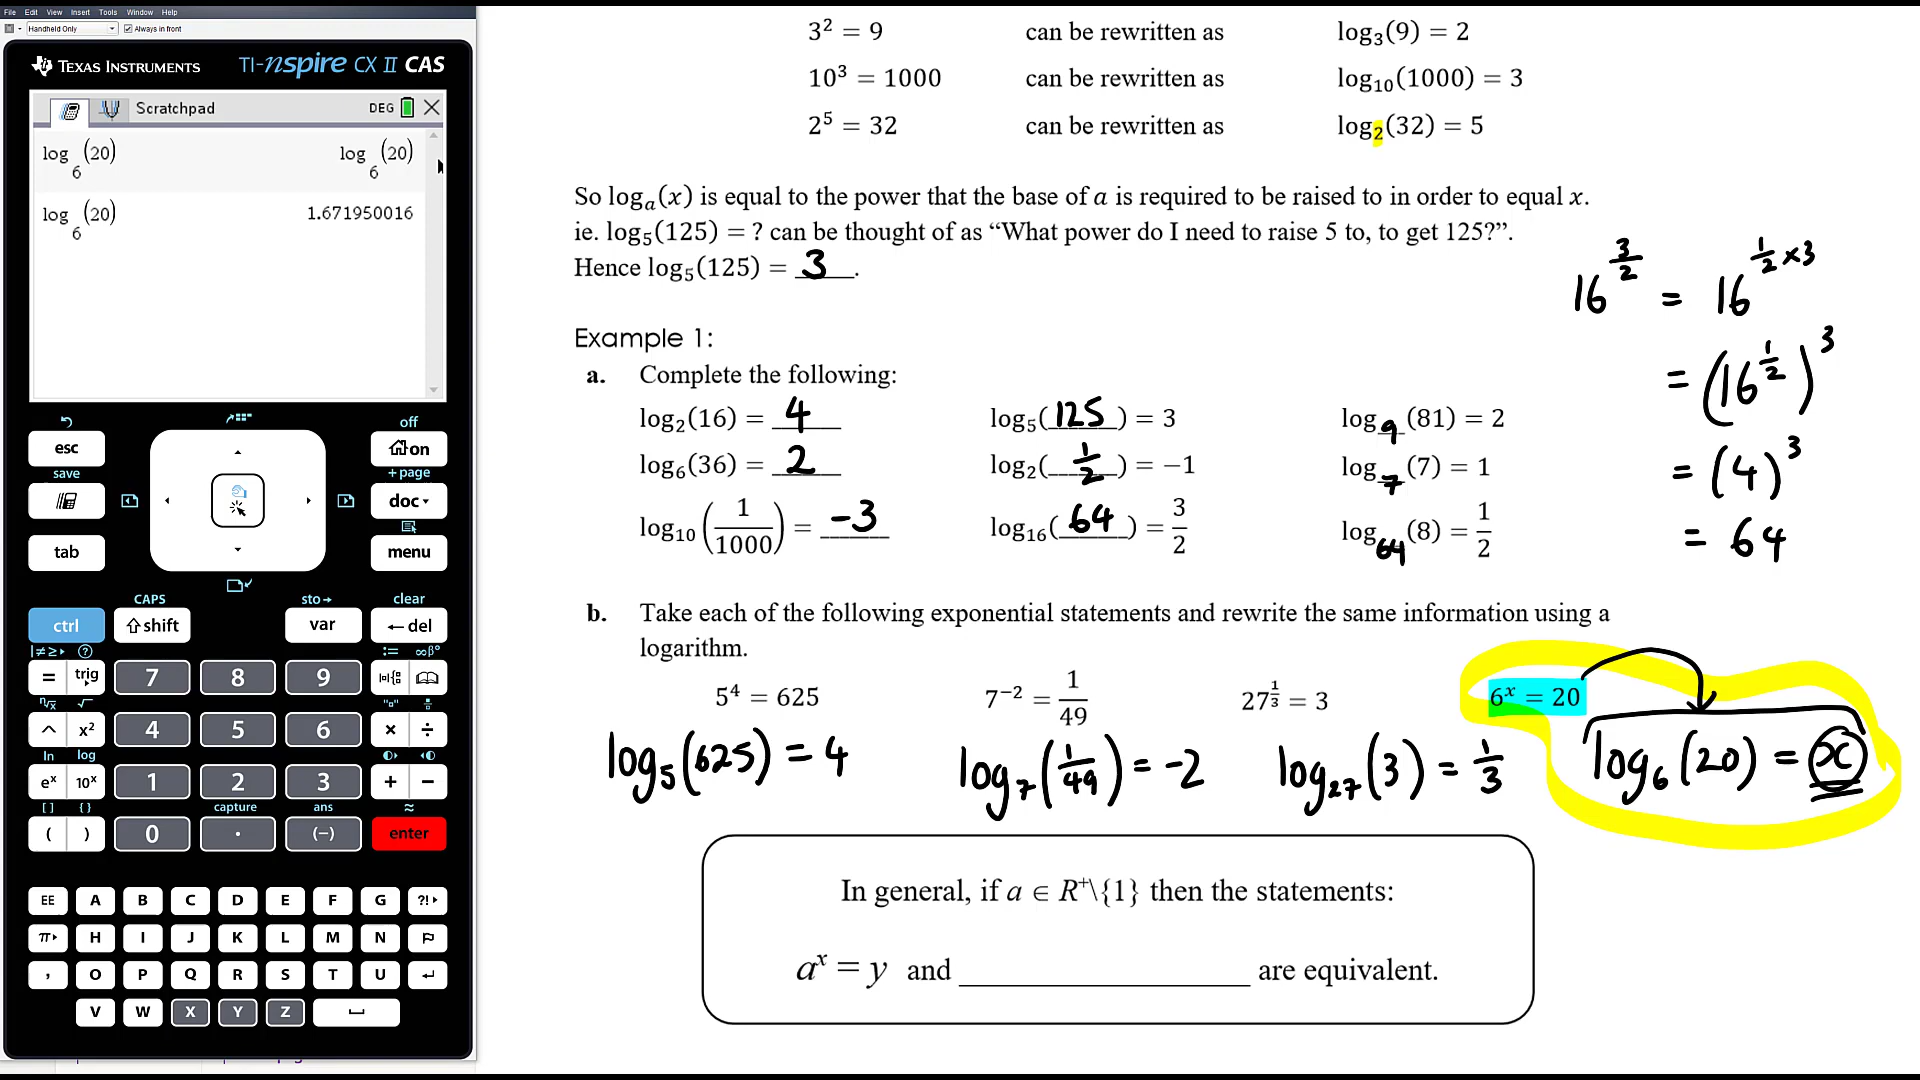 File Edit View Insert Tools Window Help
Handheld Only Always in front
TEXAS INSTRUMENTS TI-nspire CX II CAS
Scratchpad DEG
log₆(20) log₆(20)
log₆(20) 1.671950016
off
esc on
save + page
doc
tab menu
CAPS sto→ clear
ctrl shift var ← del
|≠≥▸ ? := ∞β°
= trig 7 8 9
ⁿ√x √ "▫" ÷
^ x² 4 5 6 × ÷
ln log
eˣ 10ˣ 1 2 3 + −
[ ] { } capture ans ≈
( ) 0 . (−) enter
EE A B C D E F G ?!▸
π▸ H I J K L M N
, O P Q R S T U ↵
V W X Y Z
3² = 9 can be rewritten as log₃(9) = 2
10³ = 1000 can be rewritten as log₁₀(1000) = 3
2⁵ = 32 can be rewritten as log₂(32) = 5
So logₐ(x) is equal to the power that the base of a is required to be raised to in order to equal x.
ie. log₅(125) = ? can be thought of as “What power do I need to raise 5 to, to get 125?”.
Hence log₅(125) = 3.
16^(3/2) = 16^(1/2 × 3)
= (16^(1/2))³
= (4)³
= 64
Example 1:
a. Complete the following:
log₂(16) = 4 log₅(125) = 3 log₉(81) = 2
log₆(36) = 2 log₂(1/2) = −1 log₇(7) = 1
log₁₀(1/1000) = -3 log₁₆(64) = 3/2 log₆₄(8) = 1/2
b. Take each of the following exponential statements and rewrite the same information using a
logarithm.
5⁴ = 625 7⁻² = 1/49 27^(1/3) = 3 6ˣ = 20
log₅(625) = 4 log₇(1/49) = -2 log₂₇(3) = 1/3 log₆(20) = x
In general, if a ∈ R⁺\{1} then the statements:
aˣ = y and ____________________ are equivalent.